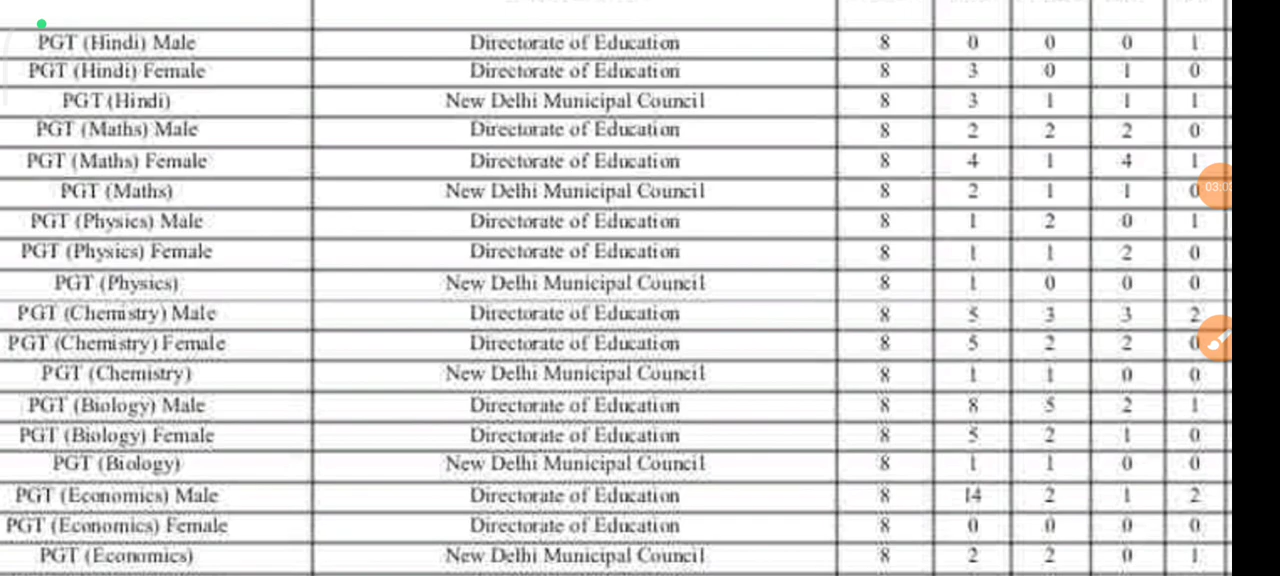 PGT (Hindi) Male Directorate of Education 8 0 0 0 1
PGT (Hindi) Female Directorate of Education 8 3 0 1 0
PGT (Hindi) New Delhi Municipal Council 8 3 1 1 1
PGT (Maths) Male Directorate of Education 8 2 2 2 0
PGT (Maths) Female Directorate of Education 8 4 1 4 1
PGT (Maths) New Delhi Municipal Council 8 2 1 1 0
PGT (Physics) Male Directorate of Education 8 1 2 0 1
PGT (Physics) Female Directorate of Education 8 1 1 2 0
PGT (Physics) New Delhi Municipal Council 8 1 0 0 0
PGT (Chemistry) Male Directorate of Education 8 5 3 3 2
PGT (Chemistry) Female Directorate of Education 8 5 2 2 0
PGT (Chemistry) New Delhi Municipal Council 8 1 1 0 0
PGT (Biology) Male Directorate of Education 8 8 5 2 1
PGT (Biology) Female Directorate of Education 8 5 2 1 0
PGT (Biology) New Delhi Municipal Council 8 1 1 0 0
PGT (Economics) Male Directorate of Education 8 14 2 1 2
PGT (Economics) Female Directorate of Education 8 0 0 0 0
PGT (Economics) New Delhi Municipal Council 8 2 2 0 1